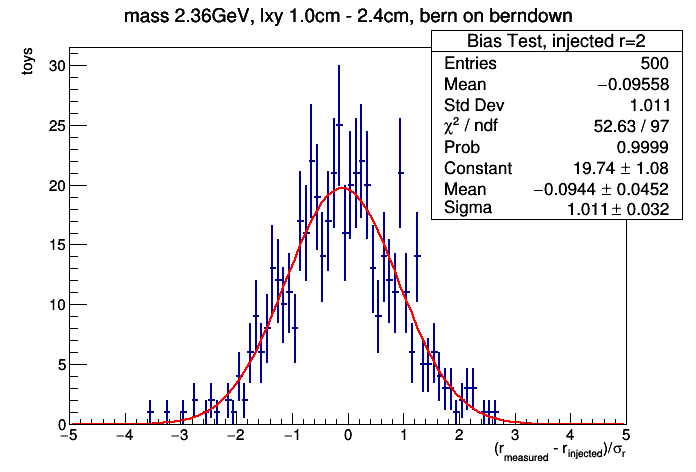 mass 2.36GeV, lxy 1.0cm - 2.4cm, bern on berndown
Bias Test, injected r=2
Entries 500
Mean −0.09558
Std Dev 1.011
χ² / ndf 52.63 / 97
Prob 0.9999
Constant 19.74 ± 1.08
Mean −0.0944 ± 0.0452
Sigma 1.011 ± 0.032
toys
30
25
20
15
10
5
0
−5 −4 −3 −2 −1 0 1 2 3 4 5
(r_measured - r_injected)/σ_r